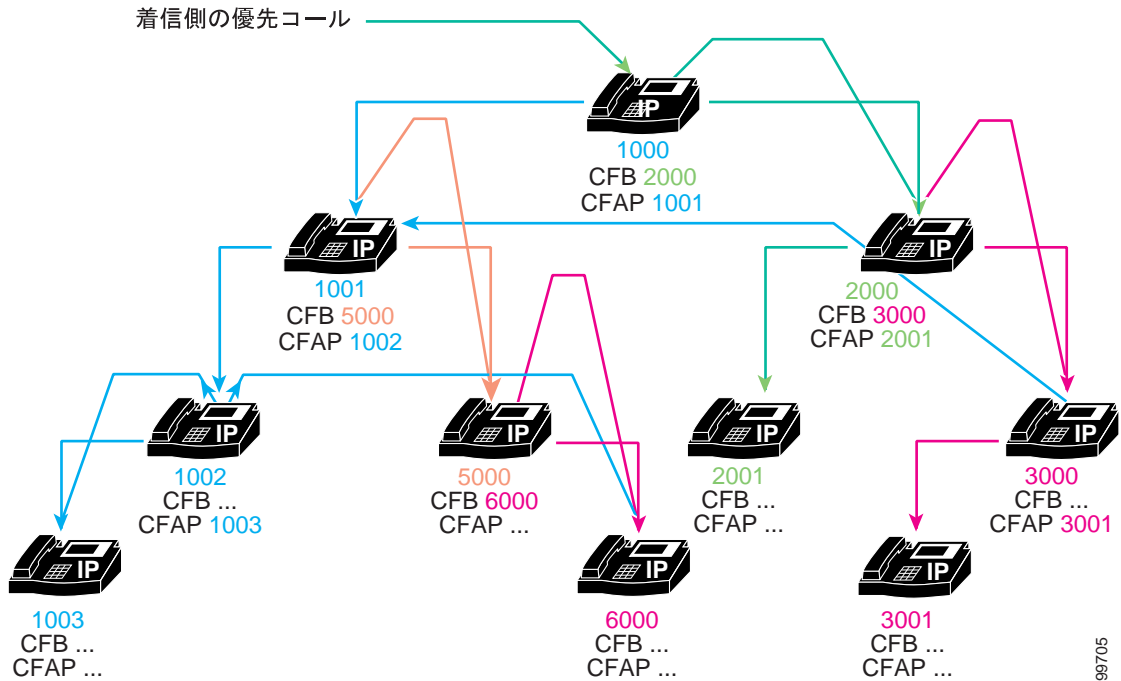 着信側の優先コール
IP
1000
CFB 2000
CFAP 1001
IP
1001
CFB 5000
CFAP 1002
IP
2000
CFB 3000
CFAP 2001
IP
1002
CFB ...
CFAP 1003
IP
5000
CFB 6000
CFAP ...
IP
2001
CFB ...
CFAP ...
IP
3000
CFB ...
CFAP 3001
IP
1003
CFB ...
CFAP ...
IP
6000
CFB ...
CFAP ...
IP
3001
CFB ...
CFAP ...
99705